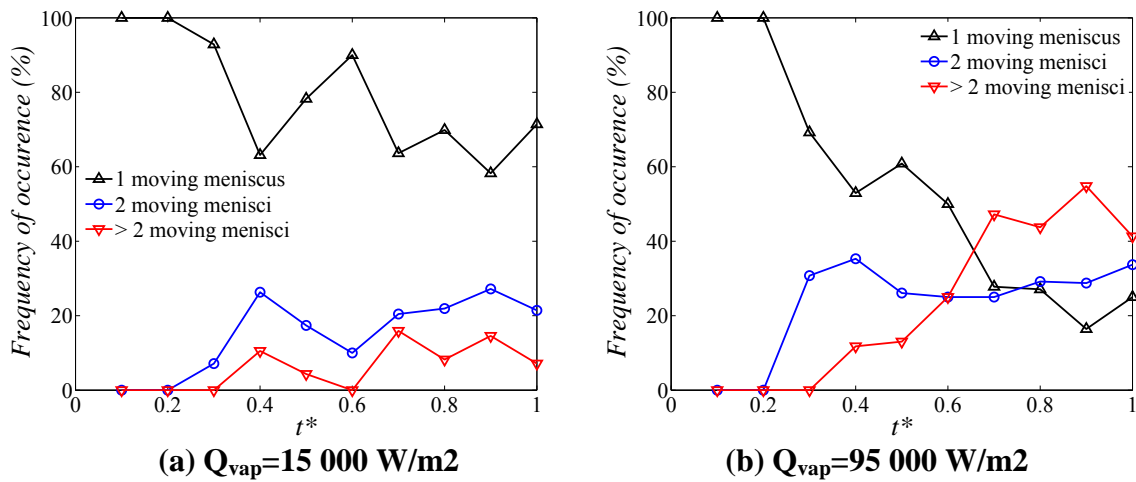 Frequency of occurence (%)
100
80
60
40
20
0
1 moving meniscus
2 moving menisci
> 2 moving menisci
0
0.2
0.4
0.6
0.8
1
t*
(a) Qvap=15 000 W/m2
Frequency of occurence (%)
100
80
60
40
20
0
1 moving meniscus
2 moving menisci
> 2 moving menisci
0
0.2
0.4
0.6
0.8
1
t*
(b) Qvap=95 000 W/m2